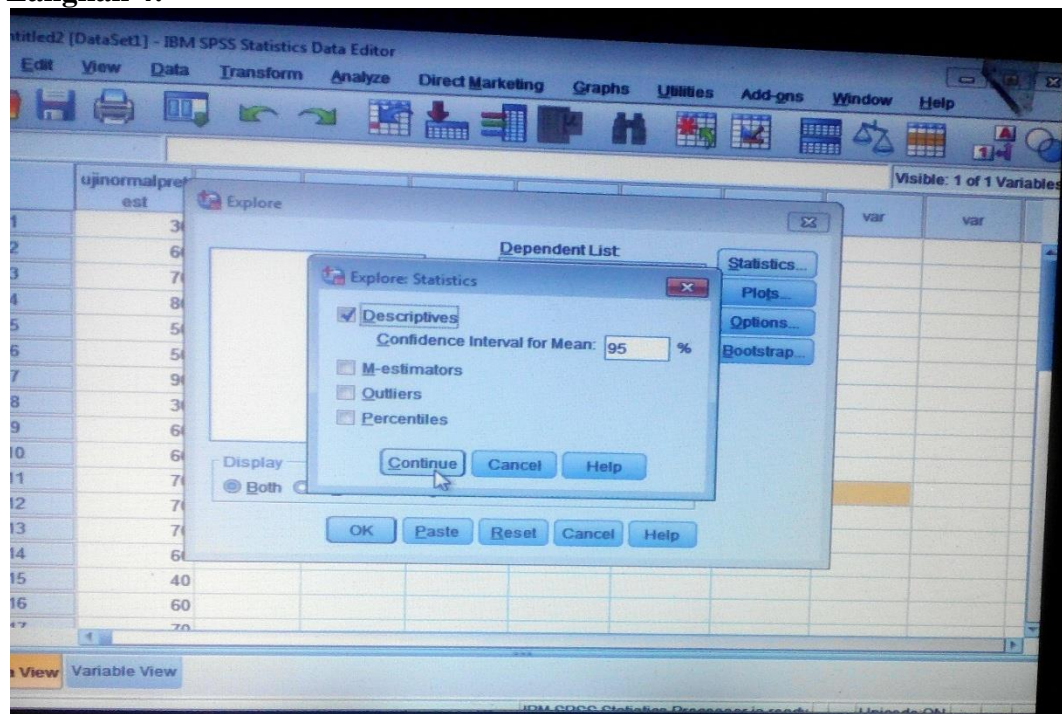 [DataSet1] - IBM SPSS Statistics Data Editor
Edit View Data Transform Analyze Direct Marketing Graphs Utilities Add-ons Window Help
Visible: 1 of 1 Variables
ujinormalpret
est
var var
Explore
Dependent List:
Statistics...
Plots...
Options...
Bootstrap...
Explore: Statistics
Descriptives
Confidence Interval for Mean: 95 %
M-estimators
Outliers
Percentiles
Continue Cancel Help
Display
Both
OK Paste Reset Cancel Help
1
2
3
4
5
6
7
8
9
10
11
12
13
14
15 40
16 60
70
View Variable View